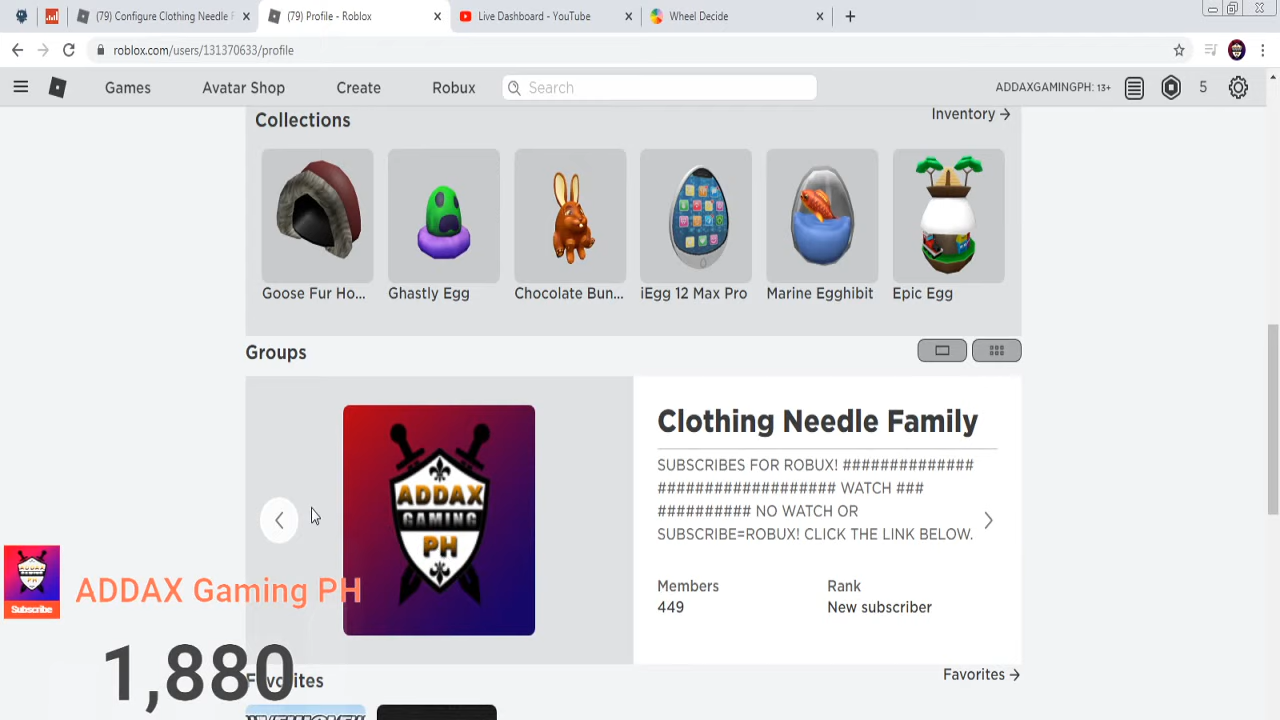 (79) Configure Clothing Needle F
(79) Profile - Roblox
Live Dashboard - YouTube
Wheel Decide
roblox.com/users/131370633/profile
Games Avatar Shop Create Robux Search ADDAXGAMINGPH: 13+ 5
Collections
Inventory →
Goose Fur Ho...
Ghastly Egg
Chocolate Bun...
iEgg 12 Max Pro
Marine Egghibit
Epic Egg
Groups
ADDAX
GAMING
PH
Clothing Needle Family
SUBSCRIBES FOR ROBUX! ##############
################### WATCH ###
########## NO WATCH OR
SUBSCRIBE=ROBUX! CLICK THE LINK BELOW.
Members
449
Rank
New subscriber
Subscribe
ADDAX Gaming PH
1,880
Favorites
Favorites →